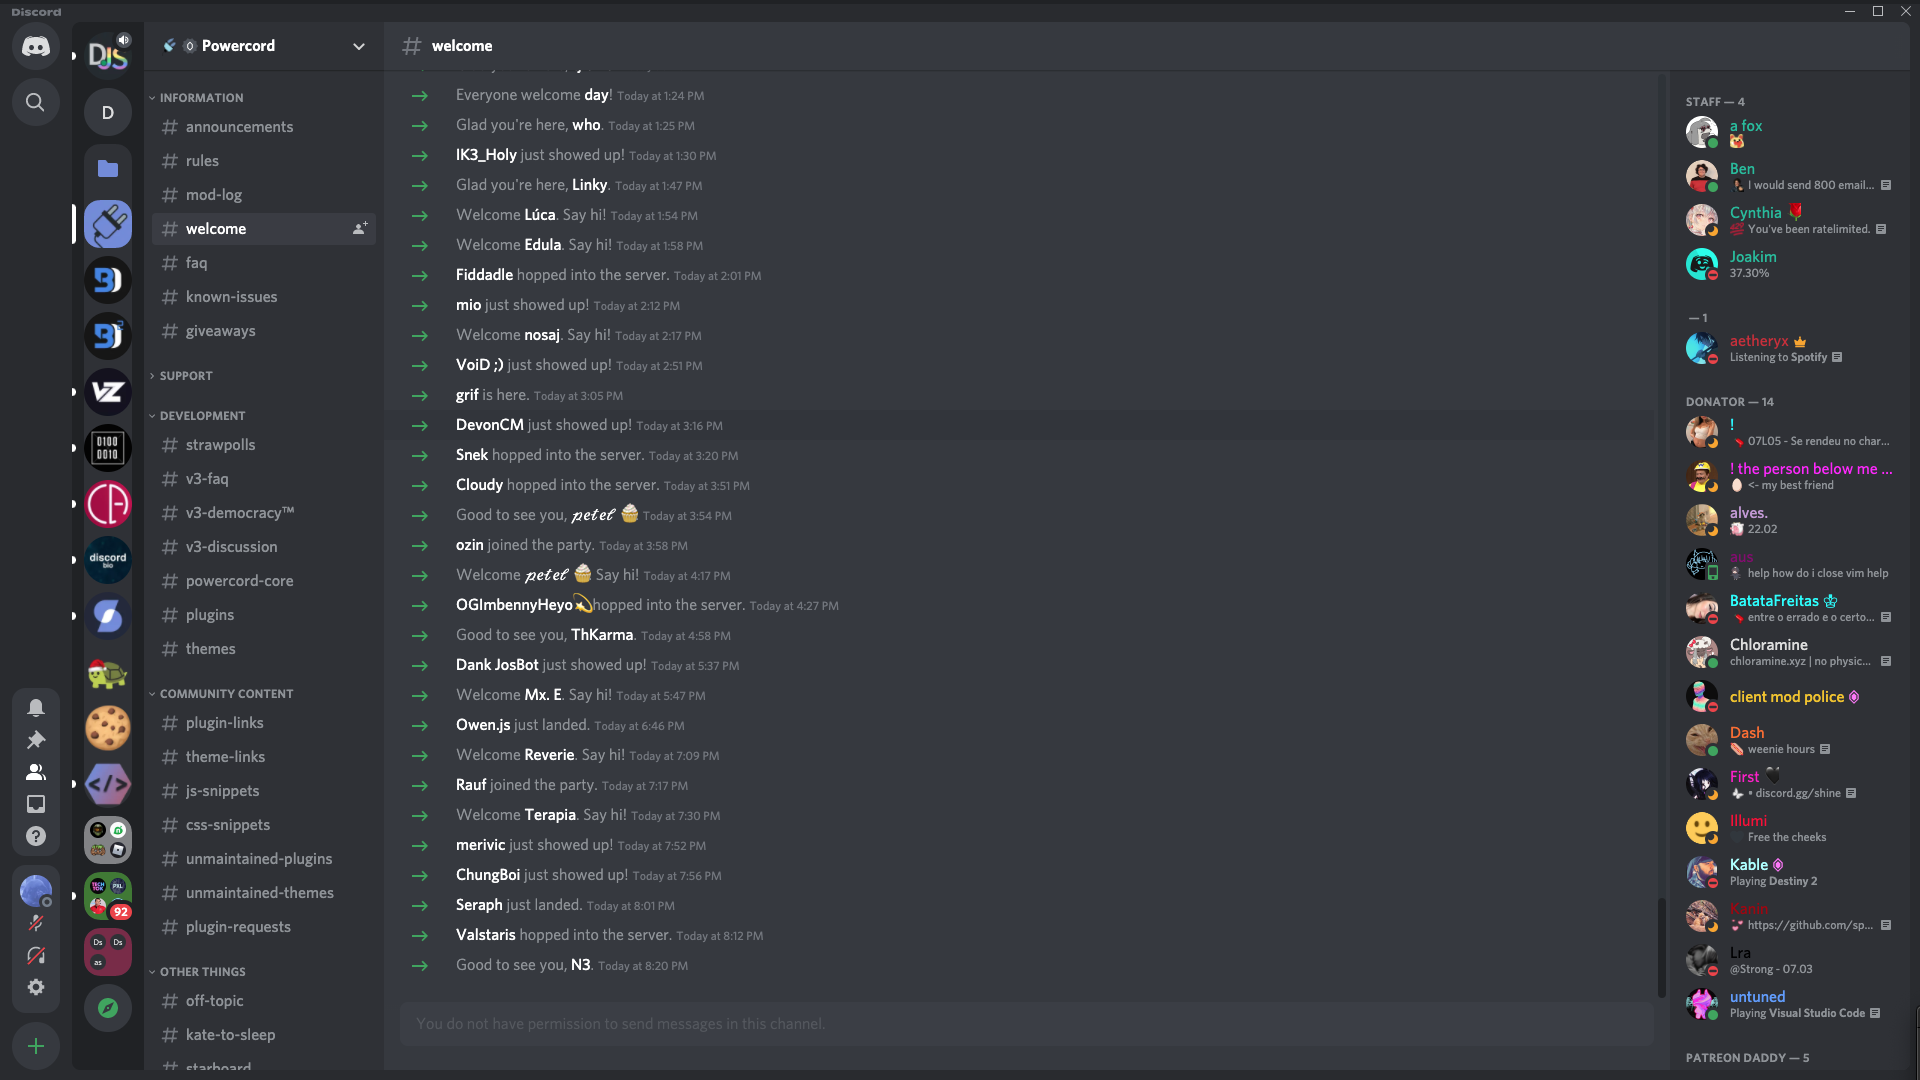 Discord
Powercord
INFORMATION
announcements
rules
mod-log
welcome
faq
known-issues
giveaways
SUPPORT
DEVELOPMENT
strawpolls
v3-faq
v3-democracy™
v3-discussion
powercord-core
plugins
themes
COMMUNITY CONTENT
plugin-links
theme-links
js-snippets
css-snippets
unmaintained-plugins
unmaintained-themes
plugin-requests
OTHER THINGS
off-topic
kate-to-sleep
starboard
DJS
D
VZ
0100
0010
discord
bio
</>
TECH
TOK
PXL
92
Ds
Ds
as
# welcome
Everyone welcome day! Today at 1:24 PM
Glad you're here, who. Today at 1:25 PM
IK3_Holy just showed up! Today at 1:30 PM
Glad you're here, Linky. Today at 1:47 PM
Welcome Lúca. Say hi! Today at 1:54 PM
Welcome Edula. Say hi! Today at 1:58 PM
Fiddadle hopped into the server. Today at 2:01 PM
mio just showed up! Today at 2:12 PM
Welcome nosaj. Say hi! Today at 2:17 PM
VoiD ;) just showed up! Today at 2:51 PM
grif is here. Today at 3:05 PM
DevonCM just showed up! Today at 3:16 PM
Snek hopped into the server. Today at 3:20 PM
Cloudy hopped into the server. Today at 3:51 PM
Good to see you, 𝓹𝓮𝓽𝓮𝓵 🧁 Today at 3:54 PM
ozin joined the party. Today at 3:58 PM
Welcome 𝓹𝓮𝓽𝓮𝓵 🧁 Say hi! Today at 4:17 PM
OGImbennyHeyo💫hopped into the server. Today at 4:27 PM
Good to see you, ThKarma. Today at 4:58 PM
Dank JosBot just showed up! Today at 5:37 PM
Welcome Mx. E. Say hi! Today at 5:47 PM
Owen.js just landed. Today at 6:46 PM
Welcome Reverie. Say hi! Today at 7:09 PM
Rauf joined the party. Today at 7:17 PM
Welcome Terapia. Say hi! Today at 7:30 PM
merivic just showed up! Today at 7:52 PM
ChungBoi just showed up! Today at 7:56 PM
Seraph just landed. Today at 8:01 PM
Valstaris hopped into the server. Today at 8:12 PM
Good to see you, N3. Today at 8:20 PM
You do not have permission to send messages in this channel.
STAFF — 4
a fox
Ben
I would send 800 email...
Cynthia 🌹
💯 You've been ratelimited.
Joakim
37.30%
— 1
aetheryx
Listening to Spotify
DONATOR — 14
!
07L05 - Se rendeu no char...
! the person below me ...
🥚 <- my best friend
alves.
22.02
aus
help how do i close vim help
BatataFreitas ♔
entre o errado e o certo...
Chloramine
chloramine.xyz | no physic...
client mod police
Dash
weenie hours
First 🖤
• discord.gg/shine
Illumi
Free the cheeks
Kable
Playing Destiny 2
https://github.com/sp...
Lra
@Strong - 07.03
untuned
Playing Visual Studio Code
PATREON DADDY — 5